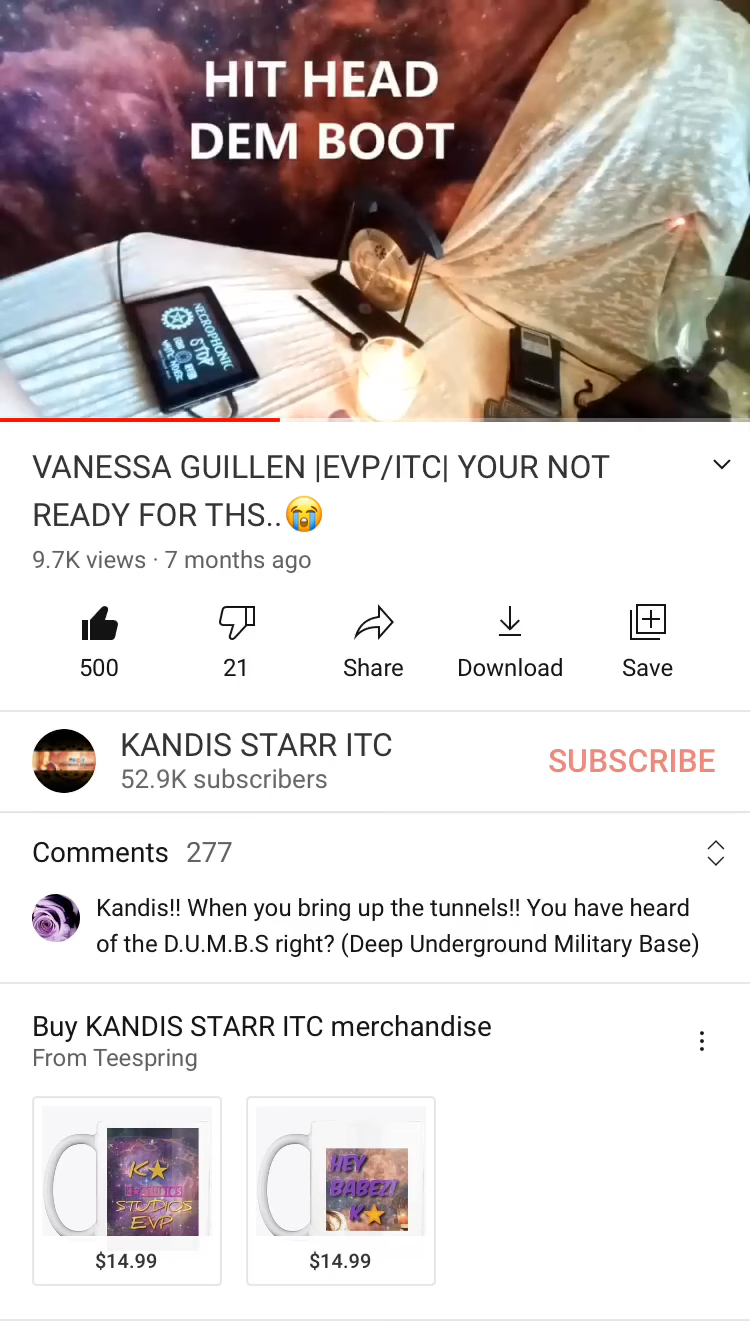 HIT HEAD
DEM BOOT
NECROPHONIC
STOP
VANESSA GUILLEN |EVP/ITC| YOUR NOT
READY FOR THS..😭
9.7K views · 7 months ago
500
21
Share
Download
Save
KANDIS STARR ITC
52.9K subscribers
SUBSCRIBE
Comments 277
Kandis!! When you bring up the tunnels!! You have heard
of the D.U.M.B.S right? (Deep Underground Military Base)
Buy KANDIS STARR ITC merchandise
From Teespring
K
STUDIOS
EVP
HEY
BABEZ!
K
$14.99
$14.99